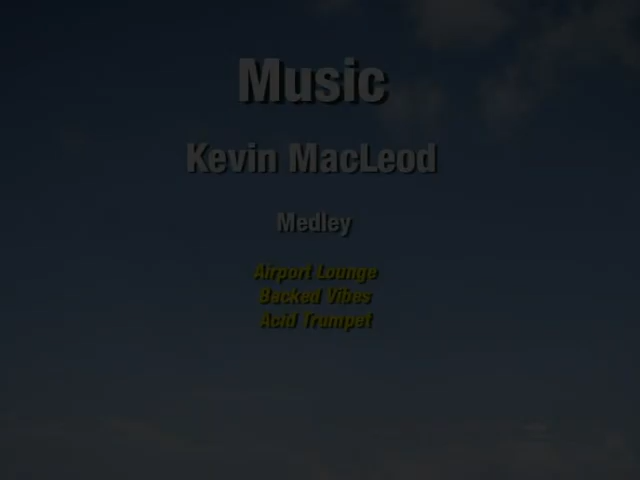 Music
Kevin MacLeod
Medley
Airport Lounge
Backed Vibes
Acid Trumpet